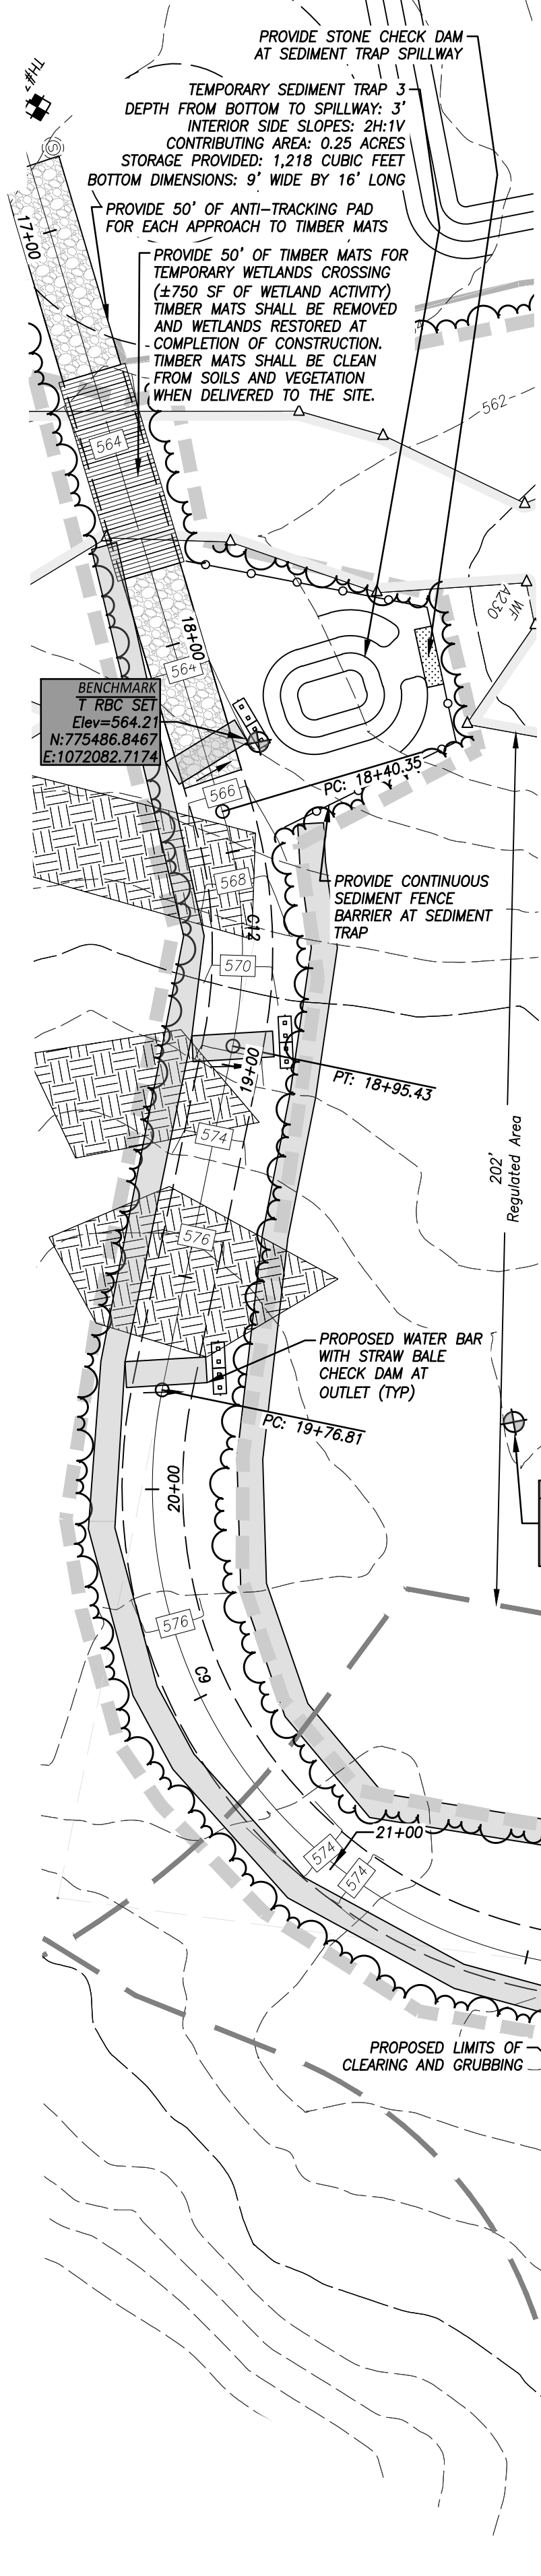 PROVIDE STONE CHECK DAM
AT SEDIMENT TRAP SPILLWAY
TEMPORARY SEDIMENT TRAP 3
DEPTH FROM BOTTOM TO SPILLWAY: 3'
INTERIOR SIDE SLOPES: 2H:1V
CONTRIBUTING AREA: 0.25 ACRES
STORAGE PROVIDED: 1,218 CUBIC FEET
BOTTOM DIMENSIONS: 9' WIDE BY 16' LONG
S
17+00
PROVIDE 50' OF ANTI-TRACKING PAD
FOR EACH APPROACH TO TIMBER MATS
PROVIDE 50' OF TIMBER MATS FOR
TEMPORARY WETLANDS CROSSING
(±750 SF OF WETLAND ACTIVITY)
TIMBER MATS SHALL BE REMOVED
AND WETLANDS RESTORED AT
COMPLETION OF CONSTRUCTION.
TIMBER MATS SHALL BE CLEAN
FROM SOILS AND VEGETATION
WHEN DELIVERED TO THE SITE.
562
564
WF
A230
18+00
564
BENCHMARK
T RBC SET
Elev=564.21
N:775486.8467
E:1072082.7174
PC: 18+40.35
566
568
PROVIDE CONTINUOUS
SEDIMENT FENCE
BARRIER AT SEDIMENT
TRAP
C12
570
19+00
PT: 18+95.43
574
202'
Regulated Area
576
PROPOSED WATER BAR
WITH STRAW BALE
CHECK DAM AT
OUTLET (TYP)
PC: 19+76.81
20+00
576
C9
21+00
574
574
PROPOSED LIMITS OF
CLEARING AND GRUBBING